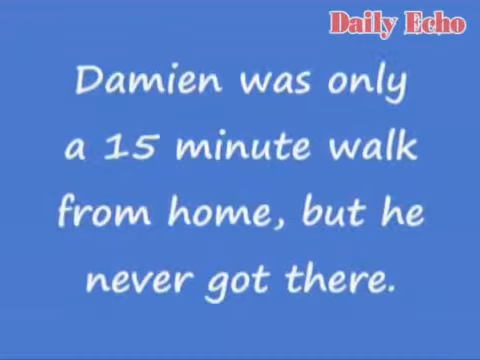 Daily Echo
Damien was only
a 15 minute walk
from home, but he
never got there.